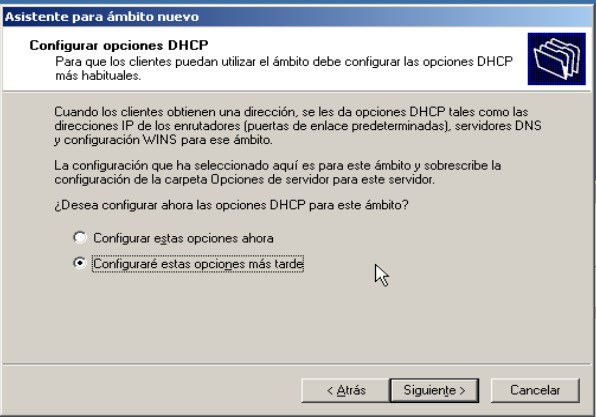 Asistente para ámbito nuevo
Configurar opciones DHCP
Para que los clientes puedan utilizar el ámbito debe configurar las opciones DHCP
más habituales.
Cuando los clientes obtienen una dirección, se les da opciones DHCP tales como las
direcciones IP de los enrutadores (puertas de enlace predeterminadas), servidores DNS
y configuración WINS para ese ámbito.
La configuración que ha seleccionado aquí es para este ámbito y sobrescribe la
configuración de la carpeta Opciones de servidor para este servidor.
¿Desea configurar ahora las opciones DHCP para este ámbito?
Configurar estas opciones ahora
Configuraré estas opciones más tarde
< Atrás Siguiente > Cancelar